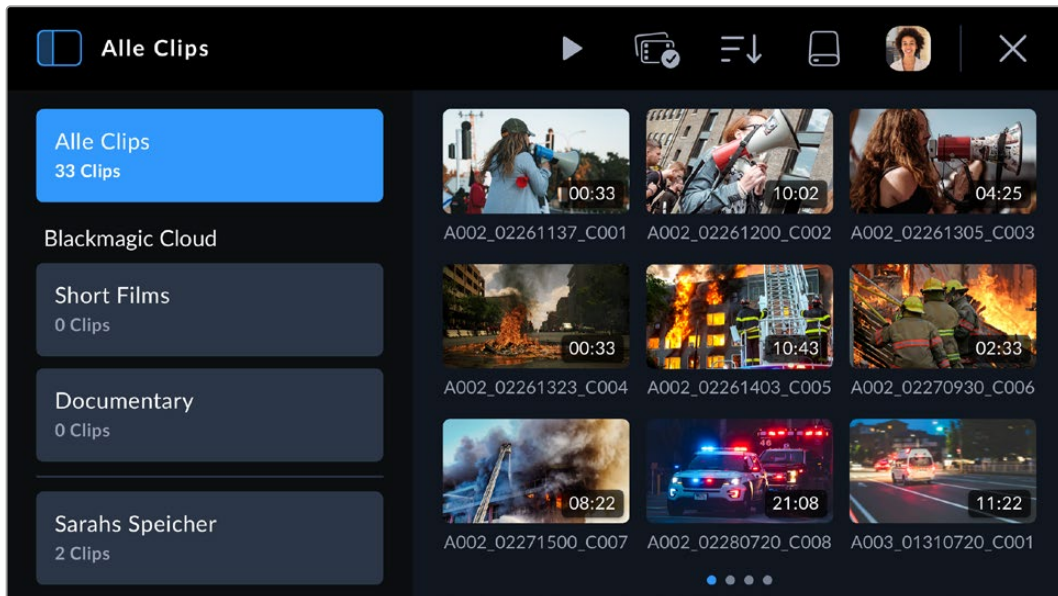 Alle Clips
Alle Clips
33 Clips
Blackmagic Cloud
Short Films
0 Clips
Documentary
0 Clips
Sarahs Speicher
2 Clips
00:33
10:02
04:25
A002_02261137_C001
A002_02261200_C002
A002_02261305_C003
00:33
10:43
02:33
A002_02261323_C004
A002_02261403_C005
A002_02270930_C006
46
08:22
21:08
11:22
A002_02271500_C007
A002_02280720_C008
A003_01310720_C001